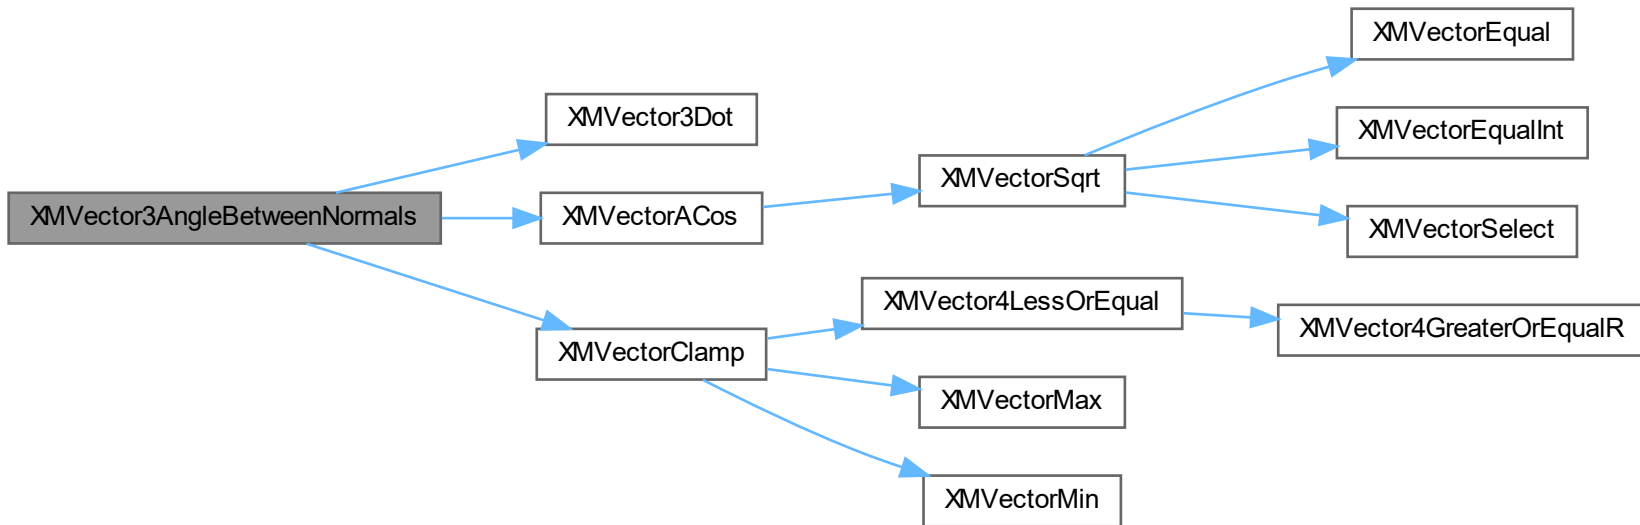 XMVectorEqual
XMVector3Dot
XMVectorEqualInt
XMVectorSqrt
XMVector3AngleBetweenNormals
XMVectorACos
XMVectorSelect
XMVector4LessOrEqual
XMVector4GreaterOrEqualR
XMVectorClamp
XMVectorMax
XMVectorMin